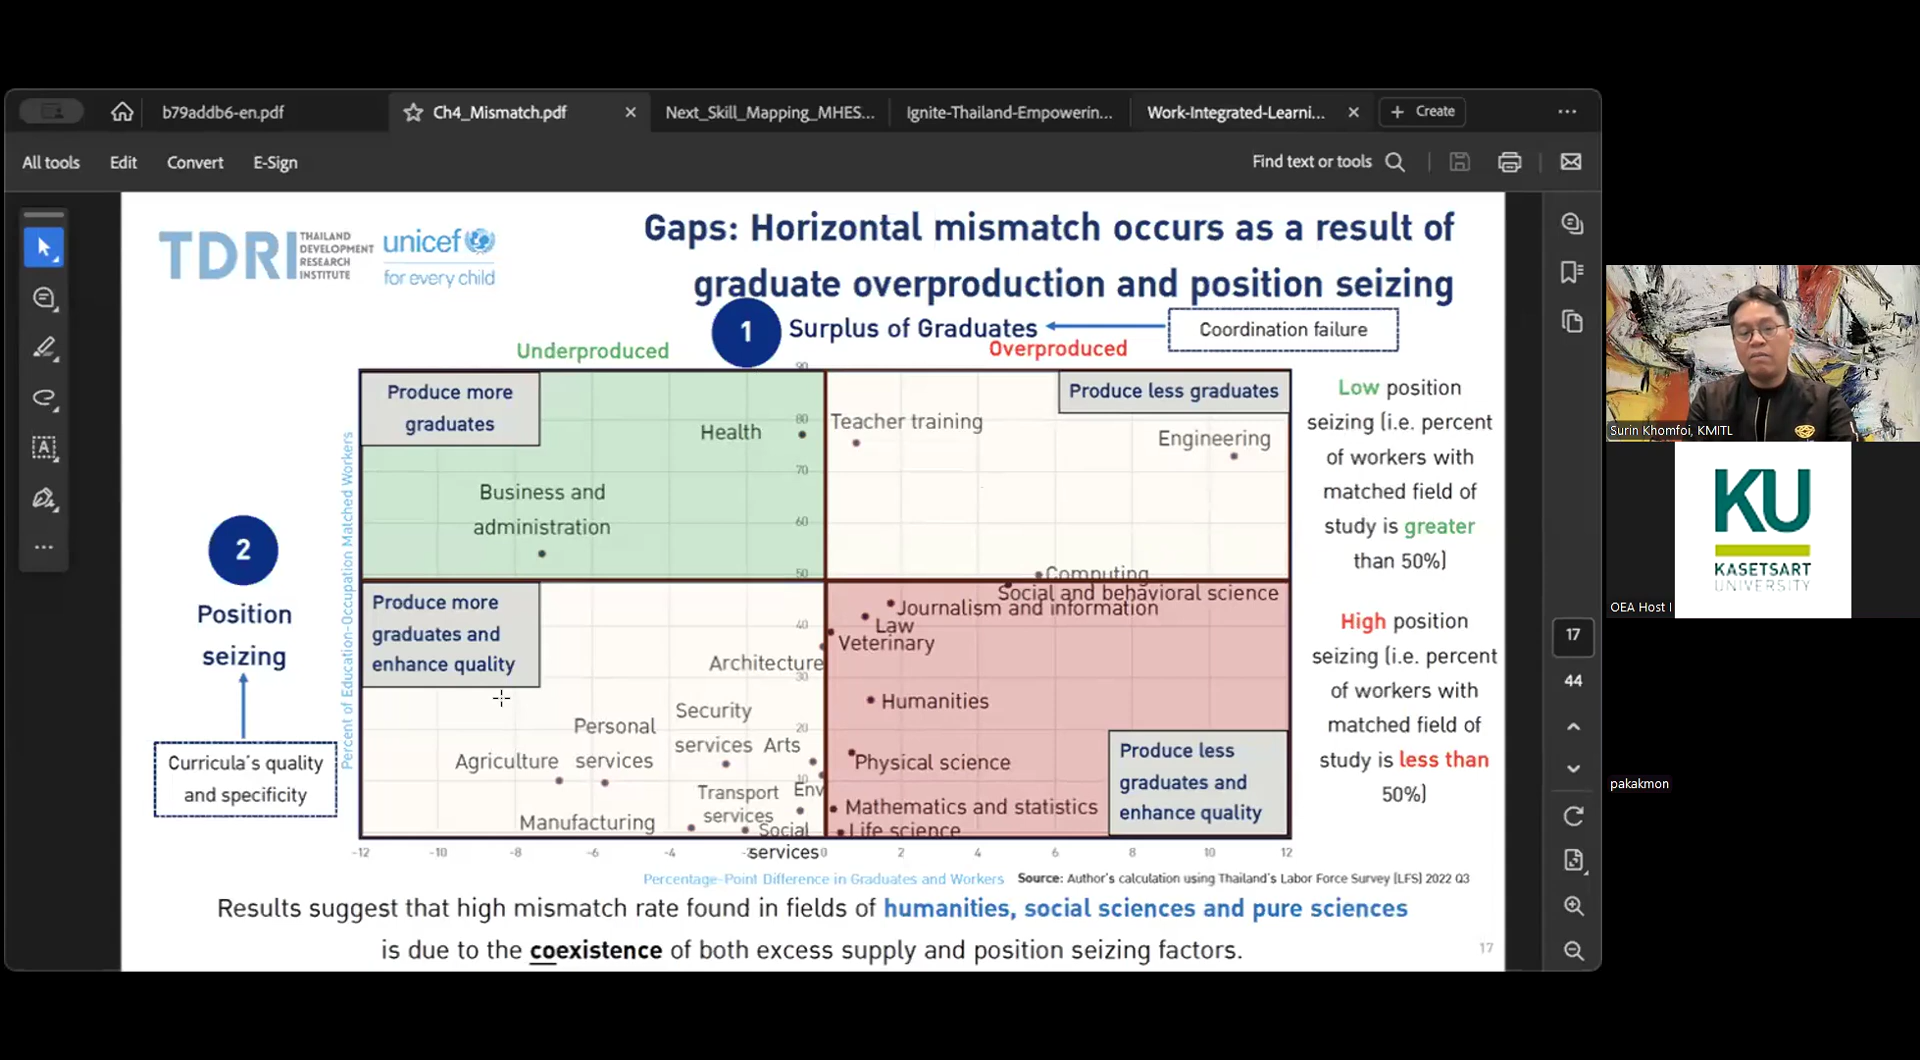 b79addb6-en.pdf
Ch4_Mismatch.pdf
Next_Skill_Mapping_MHES...
Ignite-Thailand-Empowerin...
Work-Integrated-Learni...
+ Create
All tools
Edit
Convert
E-Sign
Find text or tools
TDRI THAILAND DEVELOPMENT RESEARCH INSTITUTE
unicef
for every child
Gaps: Horizontal mismatch occurs as a result of
graduate overproduction and position seizing
1
Surplus of Graduates
Coordination failure
Underproduced
Overproduced
90
Produce more
graduates
Produce less graduates
Health
80
Teacher training
Engineering
70
Business and
administration
60
50
Computing
Social and behavioral science
Produce more
graduates and
enhance quality
Journalism and information
40
Law
Veterinary
Architecture
30
Humanities
Security
services
20
Personal
services
Arts
Agriculture
Physical science
10
Transport
services
Env
Mathematics and statistics
Manufacturing
Social
services
Life science
Produce less
graduates and
enhance quality
-12
-10
-8
-6
-4
-2
0
2
4
6
8
10
12
Percent of Education-Occupation Matched Workers
Percentage-Point Difference in Graduates and Workers
Source: Author's calculation using Thailand's Labor Force Survey (LFS) 2022 Q3
2
Position
seizing
Curricula's quality
and specificity
Low position
seizing (i.e. percent
of workers with
matched field of
study is greater
than 50%)
High position
seizing (i.e. percent
of workers with
matched field of
study is less than
50%)
Results suggest that high mismatch rate found in fields of humanities, social sciences and pure sciences
is due to the coexistence of both excess supply and position seizing factors.
17
17
44
Surin Khomfoi, KMITL
KU
KASETSART
UNIVERSITY
OEA Host
pakakmon